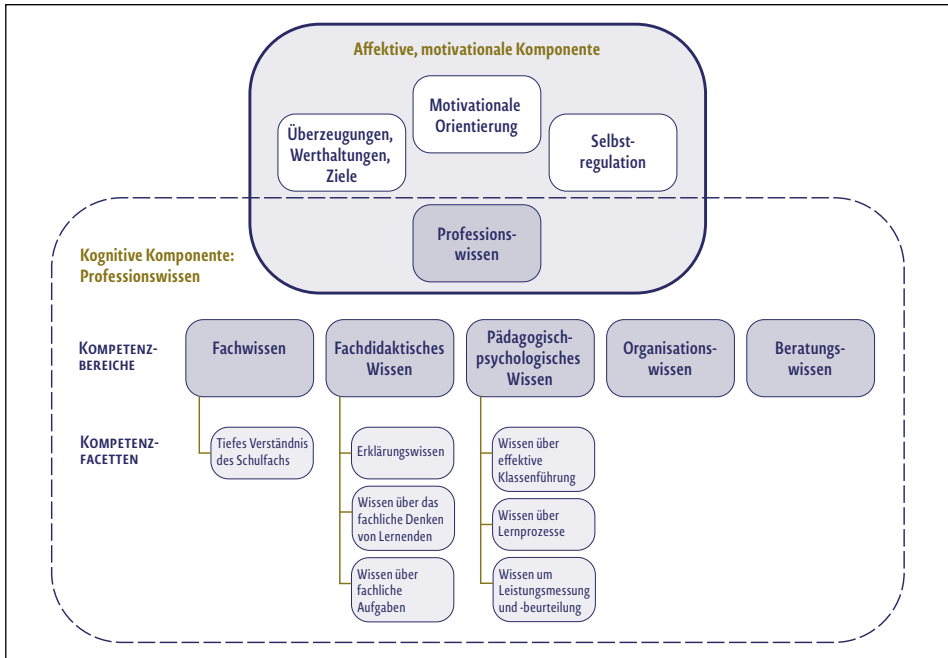 Affektive, motivationale Komponente
Motivationale
Orientierung
Überzeugungen,
Werthaltungen,
Ziele
Selbst-
regulation
Professions-
wissen
Kognitive Komponente:
Professionswissen
KOMPETENZ-
BEREICHE
Fachwissen
Fachdidaktisches
Wissen
Pädagogisch-
psychologisches
Wissen
Organisations-
wissen
Beratungs-
wissen
KOMPETENZ-
FACETTEN
Tiefes Verständnis
des Schulfachs
Erklärungswissen
Wissen über das
fachliche Denken
von Lernenden
Wissen über
fachliche
Aufgaben
Wissen über
effektive
Klassenführung
Wissen über
Lernprozesse
Wissen um
Leistungsmessung
und -beurteilung